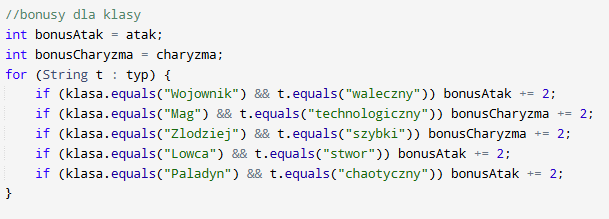 //bonusy dla klasy
int bonusAtak = atak;
int bonusCharyzma = charyzma;
for (String t : typ) {
if (klasa.equals("Wojownik") && t.equals("waleczny")) bonusAtak += 2;
if (klasa.equals("Mag") && t.equals("technologiczny")) bonusCharyzma += 2;
if (klasa.equals("Zlodziej") && t.equals("szybki")) bonusCharyzma += 2;
if (klasa.equals("Lowca") && t.equals("stwor")) bonusAtak += 2;
if (klasa.equals("Paladyn") && t.equals("chaotyczny")) bonusAtak += 2;
}